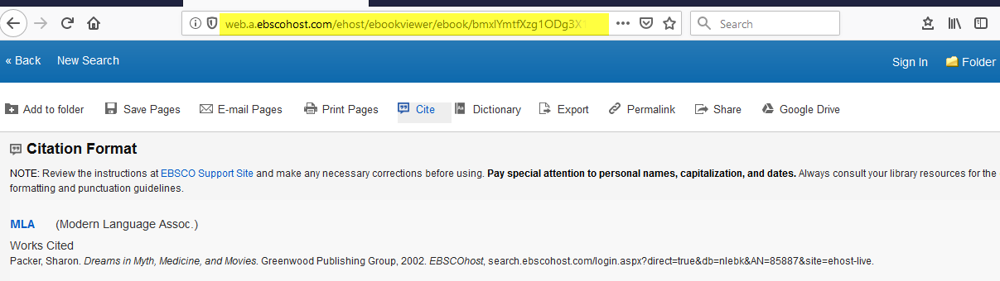 web.a.ebscohost.com/ehost/ebookviewer/ebook/bmxlYmtfXzg1ODg3X1 ••• Search
« Back New Search Sign In Folder
Add to folder Save Pages E-mail Pages Print Pages Cite Dictionary Export Permalink Share Google Drive
Citation Format
NOTE: Review the instructions at EBSCO Support Site and make any necessary corrections before using. Pay special attention to personal names, capitalization, and dates. Always consult your library resources for the
formatting and punctuation guidelines.
MLA (Modern Language Assoc.)
Works Cited
Packer, Sharon. Dreams in Myth, Medicine, and Movies. Greenwood Publishing Group, 2002. EBSCOhost, search.ebscohost.com/login.aspx?direct=true&db=nlebk&AN=85887&site=ehost-live.